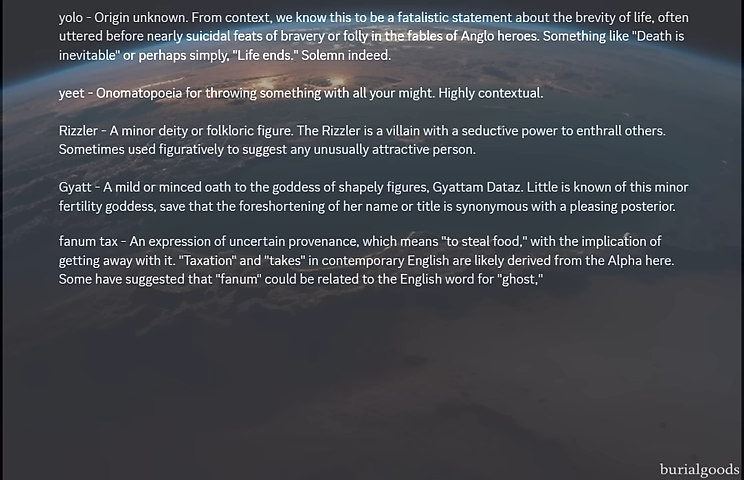 yolo - Origin unknown. From context, we know this to be a fatalistic statement about the brevity of life, often
uttered before nearly suicidal feats of bravery or folly in the fables of Anglo heroes. Something like "Death is
inevitable" or perhaps simply, "Life ends." Solemn indeed.
yeet - Onomatopoeia for throwing something with all your might. Highly contextual.
Rizzler - A minor deity or folkloric figure. The Rizzler is a villain with a seductive power to enthrall others.
Sometimes used figuratively to suggest any unusually attractive person.
Gyatt - A mild or minced oath to the goddess of shapely figures, Gyattam Dataz. Little is known of this minor
fertility goddess, save that the foreshortening of her name or title is synonymous with a pleasing posterior.
fanum tax - An expression of uncertain provenance, which means "to steal food," with the implication of
getting away with it. "Taxation" and "takes" in contemporary English are likely derived from the Alpha here.
Some have suggested that "fanum" could be related to the English word for "ghost,"
burialgoods